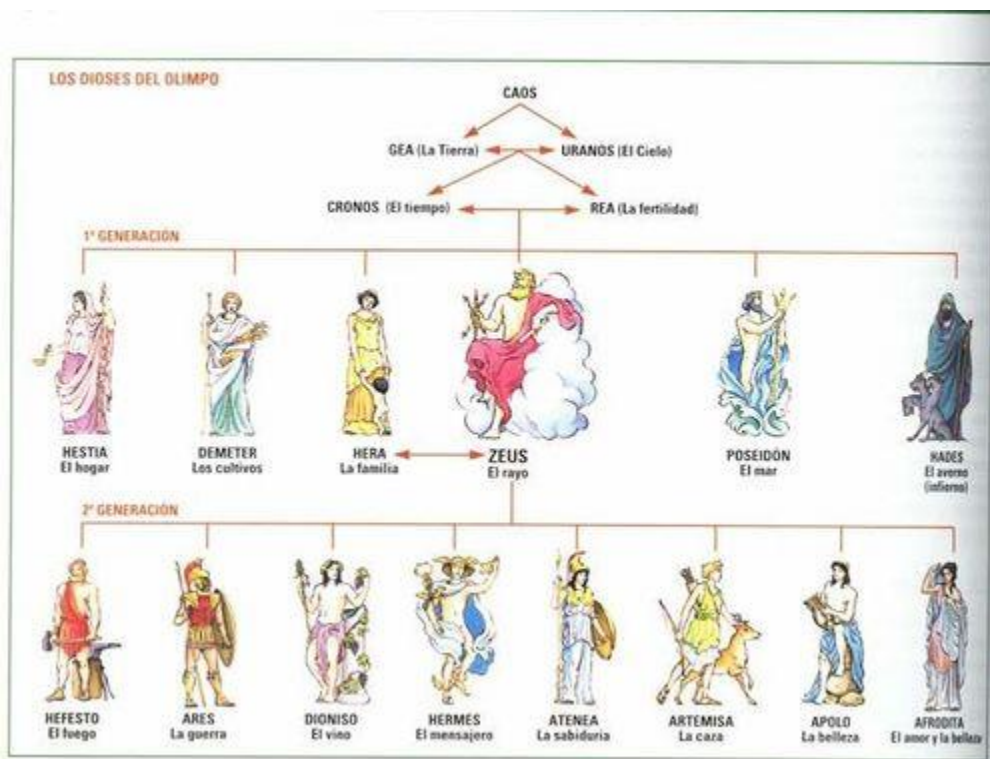 LOS DIOSES DEL OLIMPO
CAOS
GEA (La Tierra)
URANOS (El Cielo)
CRONOS (El tiempo)
REA (La fertilidad)
1ª GENERACIÓN
HESTIA
El hogar
DEMETER
Los cultivos
HERA
La familia
ZEUS
El rayo
POSEIDÓN
El mar
HADES
El averno
(infierno)
2ª GENERACIÓN
HEFESTO
El fuego
ARES
La guerra
DIONISO
El vino
HERMES
El mensajero
ATENEA
La sabiduría
ARTEMISA
La caza
APOLO
La belleza
AFRODITA
El amor y la belleza